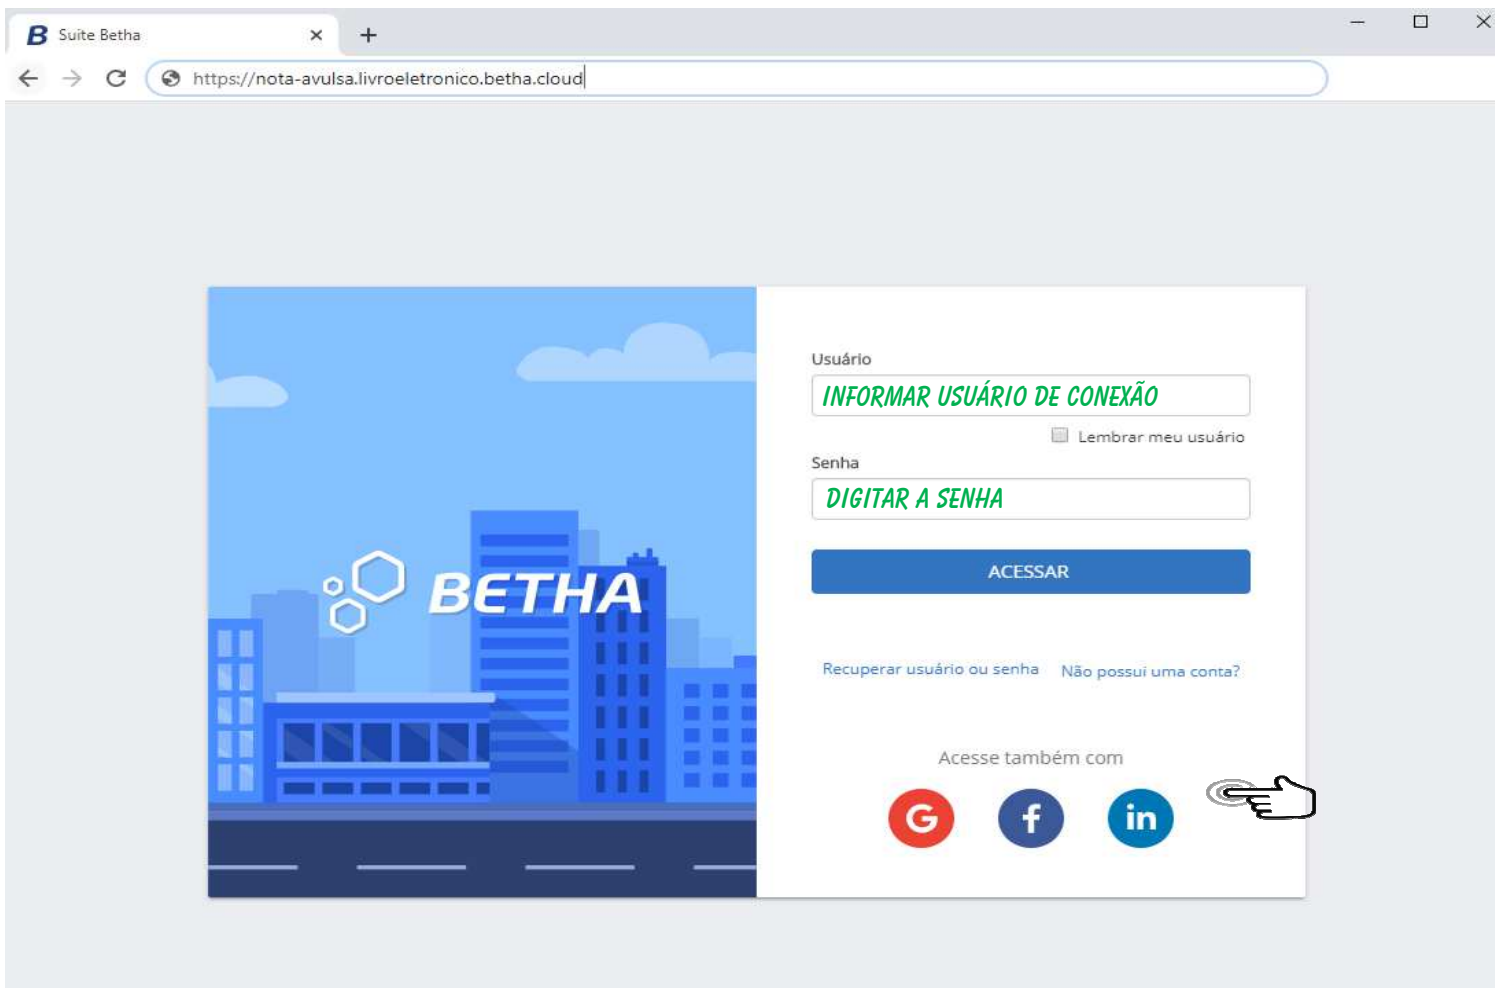 B Suite Betha
https://nota-avulsa.livroeletronico.betha.cloud
Usuário
INFORMAR USUÁRIO DE CONEXÃO
Lembrar meu usuário
Senha
DIGITAR A SENHA
BETHA
ACESSAR
Recuperar usuário ou senha Não possui uma conta?
Acesse também com
G f in